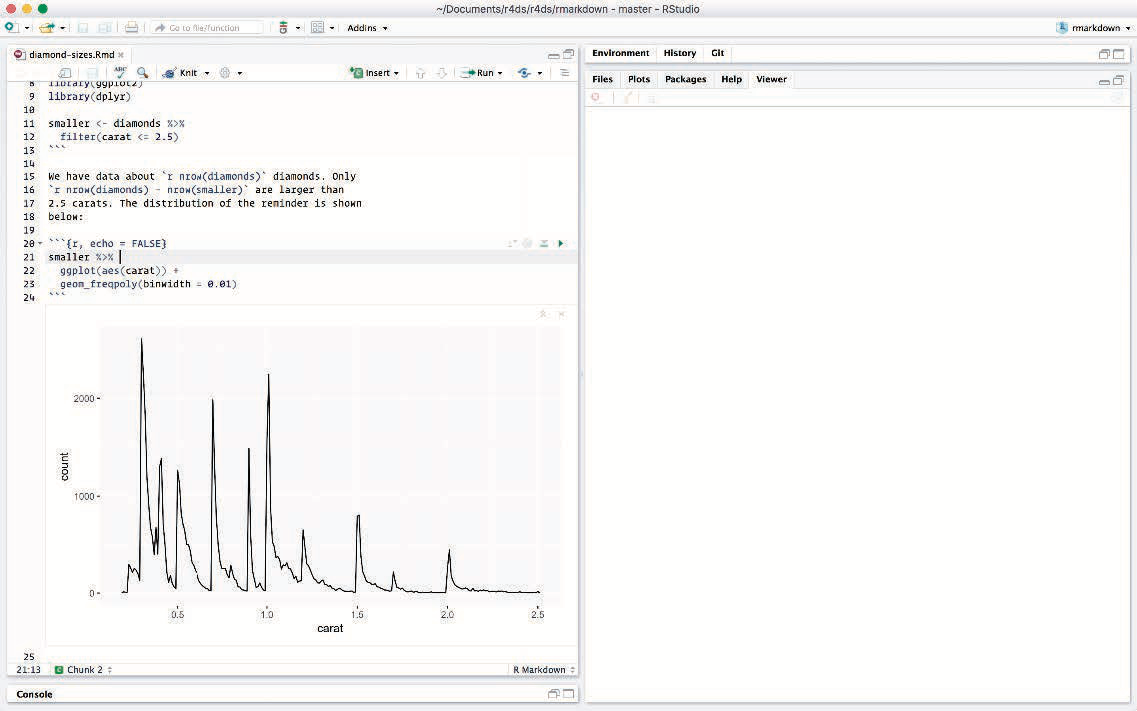 ~/Documents/r4ds/r4ds/rmarkdown - master - RStudio
Go to file/function
Addins
rmarkdown
diamond-sizes.Rmd
ABC
Knit
Insert
Run
8 library(ggplot2)
9 library(dplyr)
10
11 smaller <- diamonds %>%
12 filter(carat <= 2.5)
13 ```
14
15 We have data about `r nrow(diamonds)` diamonds. Only
16 `r nrow(diamonds) - nrow(smaller)` are larger than
17 2.5 carats. The distribution of the reminder is shown
18 below:
19
20 ```{r, echo = FALSE}
21 smaller %>%
22 ggplot(aes(carat)) +
23 geom_freqpoly(binwidth = 0.01)
24 ```
2000
1000
0
count
0.5 1.0 1.5 2.0 2.5
carat
25
21:13 C Chunk 2 R Markdown
Console
Environment History Git
Files Plots Packages Help Viewer